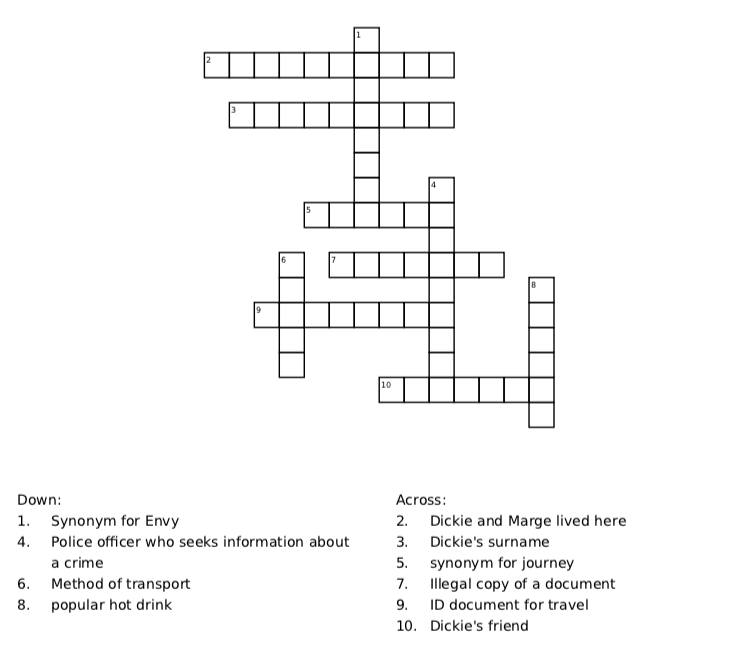 1
2
3
4
5
6
7
8
9
10
Down:
1. Synonym for Envy
4. Police officer who seeks information about
a crime
6. Method of transport
8. popular hot drink
Across:
2. Dickie and Marge lived here
3. Dickie's surname
5. synonym for journey
7. Illegal copy of a document
9. ID document for travel
10. Dickie's friend